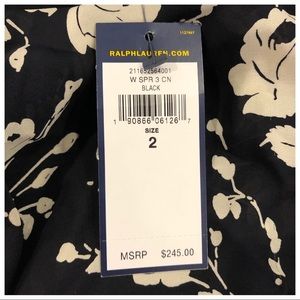 RALPHLAUREN.COM
W SPR 3 CN
BLACK
1 90866 06126 7
SIZE
2
MSRP $245.00